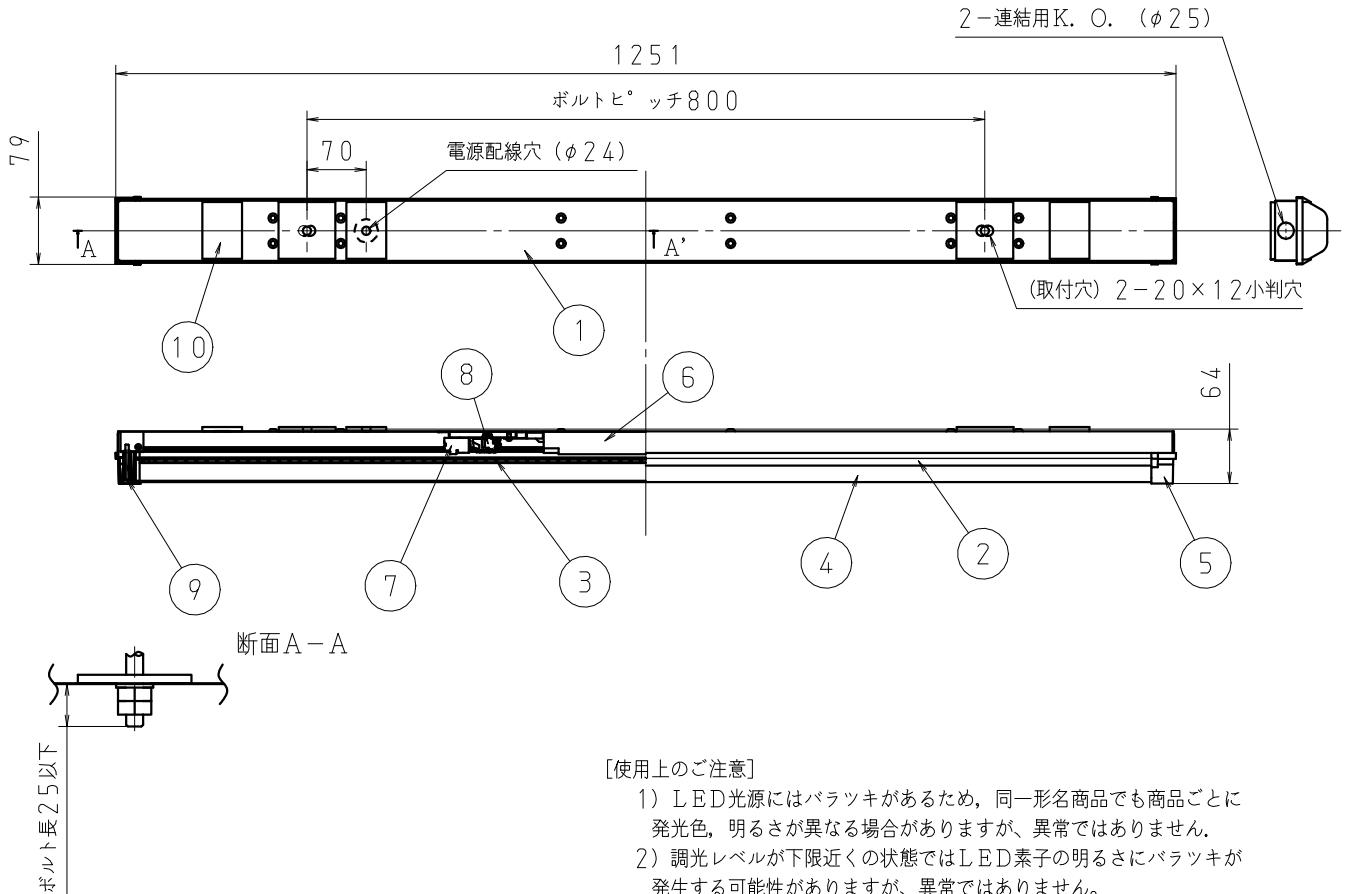 2-連結用K. O. (φ25)
1251
ボルトピッチ800
79
70
電源配線穴(φ24)
A
A'
(取付穴) 2-20×12小判穴
10
1
8
6
64
9
7
3
4
2
5
断面A-A
ボルト長25以下
[使用上のご注意]
1) LED光源にはバラツキがあるため, 同一形名商品でも商品ごとに
発光色, 明るさが異なる場合がありますが、異常ではありません.
2) 調光レベルが下限近くの状態ではLED素子の明るさにバラツキが
発生する可能性がありますが、異常ではありません。